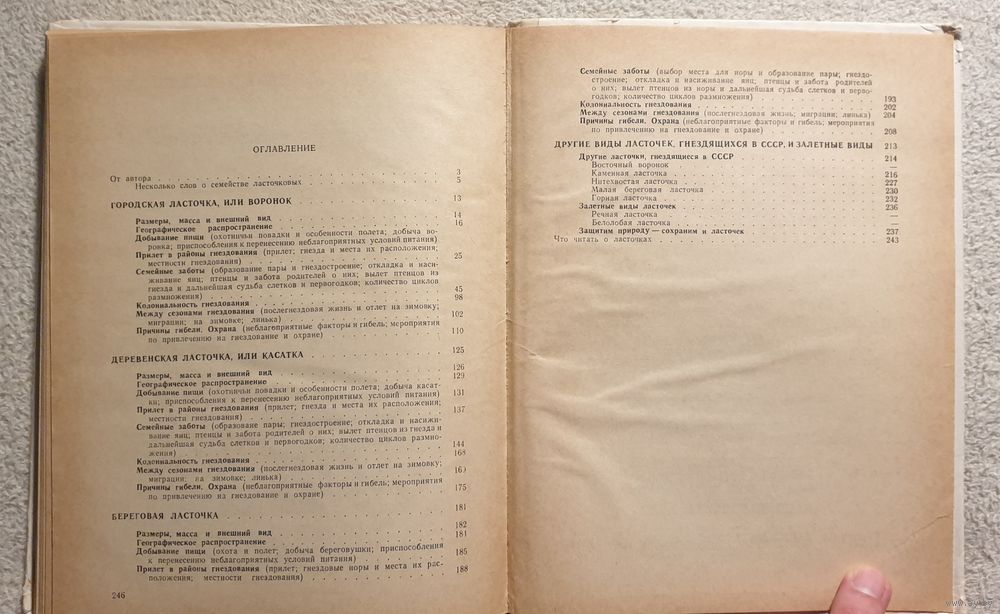 ОГЛАВЛЕНИЕ
От автора 3
Несколько слов о семействе ласточковых 5
ГОРОДСКАЯ ЛАСТОЧКА, ИЛИ ВОРОНОК 13
Размеры, масса и внешний вид 14
Географическое распространение 16
Добывание пищи (охотничьи повадки и особенности полета; добыча во-
ронка; приспособления к перенесению неблагоприятных условий питания)
Прилет в районы гнездования (прилет; гнезда и места их расположения; 25
местности гнездования)
Семейные заботы (образование пары и гнездостроение; откладка и наси-
живание яиц; птенцы и забота родителей о них; вылет птенцов из
гнезда и дальнейшая судьба слетков и первогодков; количество циклов
размножения) 45
Колониальность гнездования 98
Между сезонами гнездования (послегнездовая жизнь и отлет на зимовку;
миграции; на зимовке; линька) 102
Причины гибели. Охрана (неблагоприятные факторы и гибель; мероприятия
по привлечению на гнездование и охране) 110
ДЕРЕВЕНСКАЯ ЛАСТОЧКА, ИЛИ КАСАТКА 125
Размеры, масса и внешний вид 126
Географическое распространение 129
Добывание пищи (охотничьи повадки и особенности полета; добыча касат-
ки; приспособления к перенесению неблагоприятных условий питания) 131
Прилет в районы гнездования (прилет; гнезда и места их расположения;
местности гнездования) 137
Семейные заботы (образование пары; гнездостроение; откладка и насижи-
вание яиц; птенцы и забота родителей о них; вылет птенцов из гнезда и
дальнейшая судьба слетков и первогодков; количество циклов размно-
жения) 144
Колониальность гнездования 168
Между сезонами гнездования (послегнездовая жизнь и отлет на зимовку;
миграции; на зимовке; линька) 169
Причины гибели. Охрана (неблагоприятные факторы и гибель; мероприятия
по привлечению на гнездование и охране) 175
БЕРЕГОВАЯ ЛАСТОЧКА 181
Размеры, масса и внешний вид 182
Географическое распространение 181
Добывание пищи (охота и полет; добыча береговушки; приспособления
к перенесению неблагоприятных условий питания) 185
Прилет в районы гнездования (прилет; гнездовые норы и места их рас-
положения; местности гнездования) 188
246
Семейные заботы (выбор места для норы и образование пары; гнездо-
строение; откладка и насиживание яиц; птенцы и забота родителей
о них; вылет птенцов из норы и дальнейшая судьба слетков и перво-
годков; количество циклов размножения) 193
Колониальность гнездования 202
Между сезонами гнездования (послегнездовая жизнь; миграции; линька) 204
Причины гибели. Охрана (неблагоприятные факторы и гибель; мероприятия
по привлечению на гнездование и охране) 208
ДРУГИЕ ВИДЫ ЛАСТОЧЕК, ГНЕЗДЯЩИХСЯ В СССР, И ЗАЛЕТНЫЕ ВИДЫ 213
Другие ласточки, гнездящиеся в СССР 214
Восточный воронок —
Каменная ласточка 216
Нитехвостая ласточка 227
Малая береговая ласточка 230
Горная ласточка 232
Залетные виды ласточек 236
Речная ласточка —
Белолобая ласточка —
Защитим природу — сохраним и ласточек 237
Что читать о ласточках 243